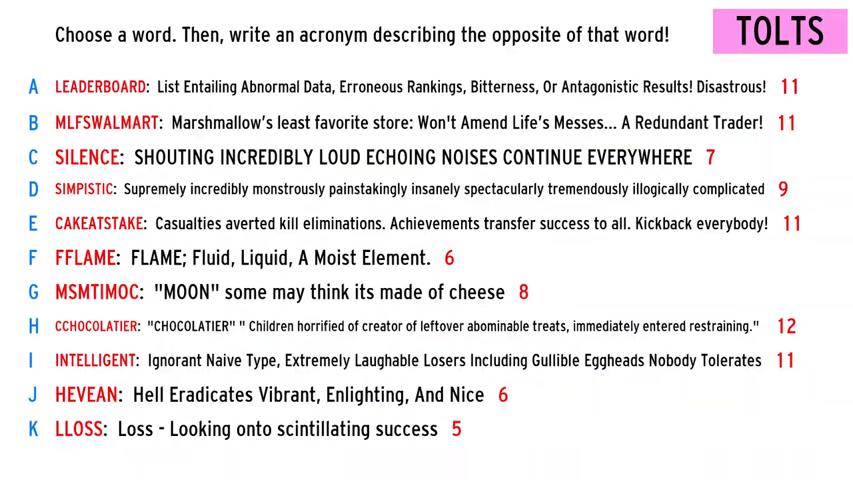 Choose a word. Then, write an acronym describing the opposite of that word!
TOLTS
A LEADERBOARD: List Entailing Abnormal Data, Erroneous Rankings, Bitterness, Or Antagonistic Results! Disastrous! 11
B MLFSWALMART: Marshmallow's least favorite store: Won't Amend Life's Messes... A Redundant Trader! 11
C SILENCE: SHOUTING INCREDIBLY LOUD ECHOING NOISES CONTINUE EVERYWHERE 7
D SIMPISTIC: Supremely incredibly monstrously painstakingly insanely spectacularly tremendously illogically complicated 9
E CAKEATSTAKE: Casualties averted kill eliminations. Achievements transfer success to all. Kickback everybody! 11
F FFLAME: FLAME; Fluid, Liquid, A Moist Element. 6
G MSMTIMOC: "MOON" some may think its made of cheese 8
H CCHOCOLATIER: "CHOCOLATIER" " Children horrified of creator of leftover abominable treats, immediately entered restraining." 12
I INTELLIGENT: Ignorant Naive Type, Extremely Laughable Losers Including Gullible Eggheads Nobody Tolerates 11
J HEVEAN: Hell Eradicates Vibrant, Enlighting, And Nice 6
K LLOSS: Loss - Looking onto scintillating success 5